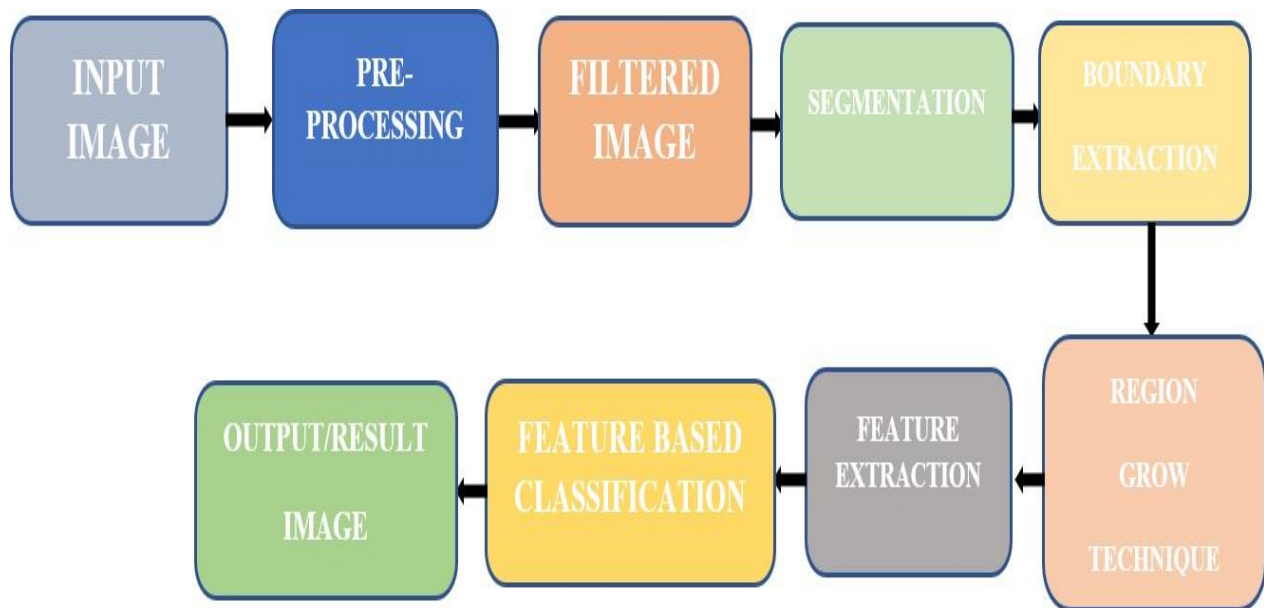 INPUT
IMAGE
PRE-
PROCESSING
FILTERED
IMAGE
SEGMENTATION
BOUNDARY
EXTRACTION
REGION
GROW
TECHNIQUE
FEATURE
EXTRACTION
FEATURE BASED
CLASSIFICATION
OUTPUT/RESULT
IMAGE